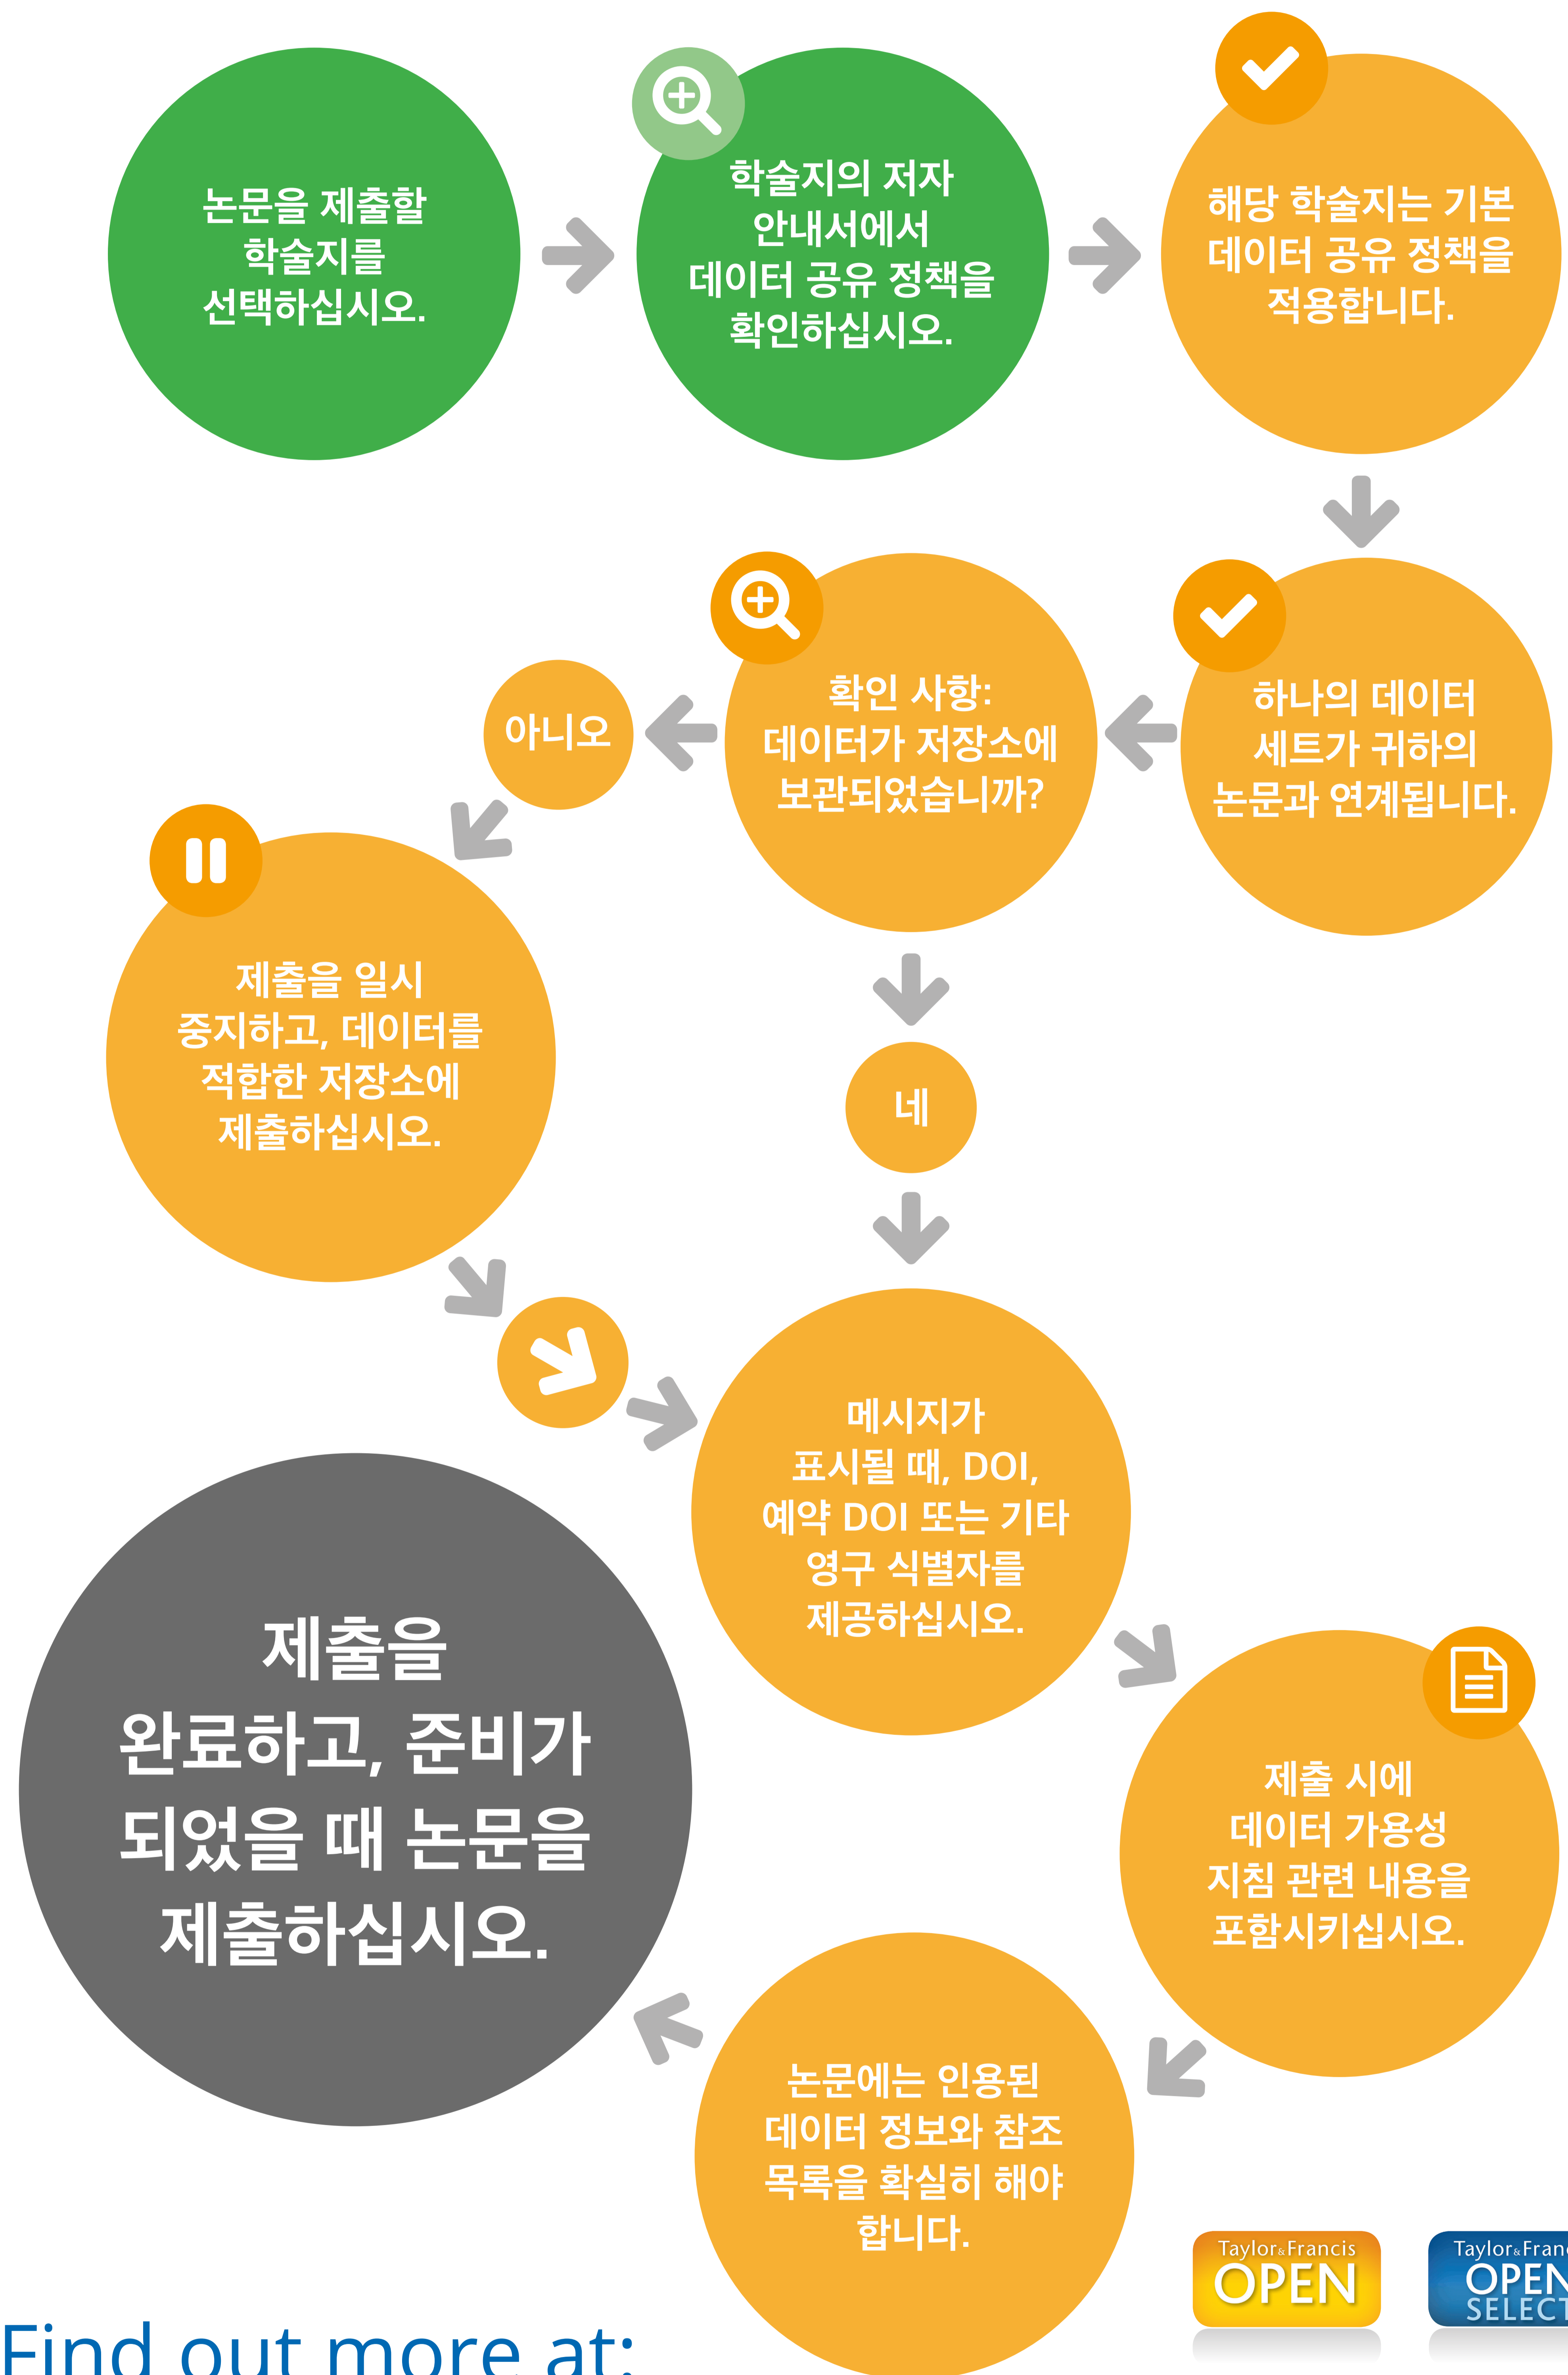 논문을 제출할
학술지를
선택하십시오.
학술지의 저자
안내서에서
데이터 공유 정책을
확인하십시오.
해당 학술지는 기본
데이터 공유 정책을
적용합니다.
하나의 데이터
세트가 귀하의
논문과 연계됩니다.
확인 사항:
데이터가 저장소에
보관되었습니까?
아니오
제출을 일시
중지하고, 데이터를
적합한 저장소에
제출하십시오.
네
메시지가
표시될 때, DOI,
예약 DOI 또는 기타
영구 식별자를
제공하십시오.
제출 시에
데이터 가용성
지침 관련 내용을
포함시키십시오.
논문에는 인용된
데이터 정보와 참조
목록을 확실히 해야
합니다.
제출을
완료하고, 준비가
되었을 때 논문을
제출하십시오.
Taylor&Francis
OPEN
Taylor&Fran
OPEN
SELECT
Find out more at: